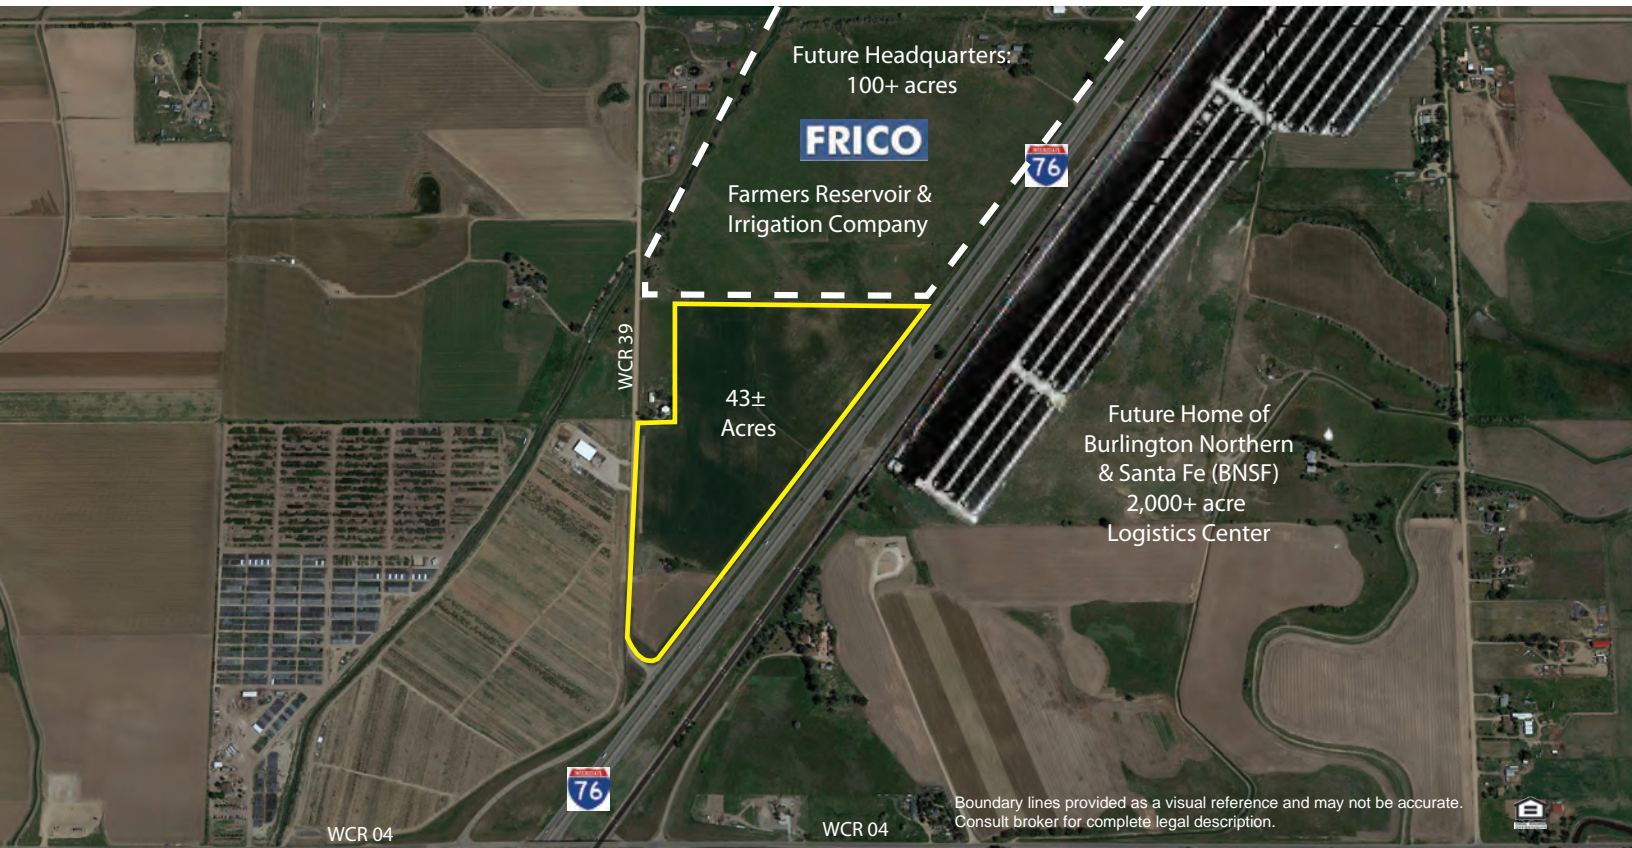 Future Headquarters:
100+ acres
FRICO
INTERSTATE
76
Farmers Reservoir &
Irrigation Company
WCR 39
43±
Acres
Future Home of
Burlington Northern
& Santa Fe (BNSF)
2,000+ acre
Logistics Center
INTERSTATE
76
Boundary lines provided as a visual reference and may not be accurate.
Consult broker for complete legal description.
WCR 04
WCR 04